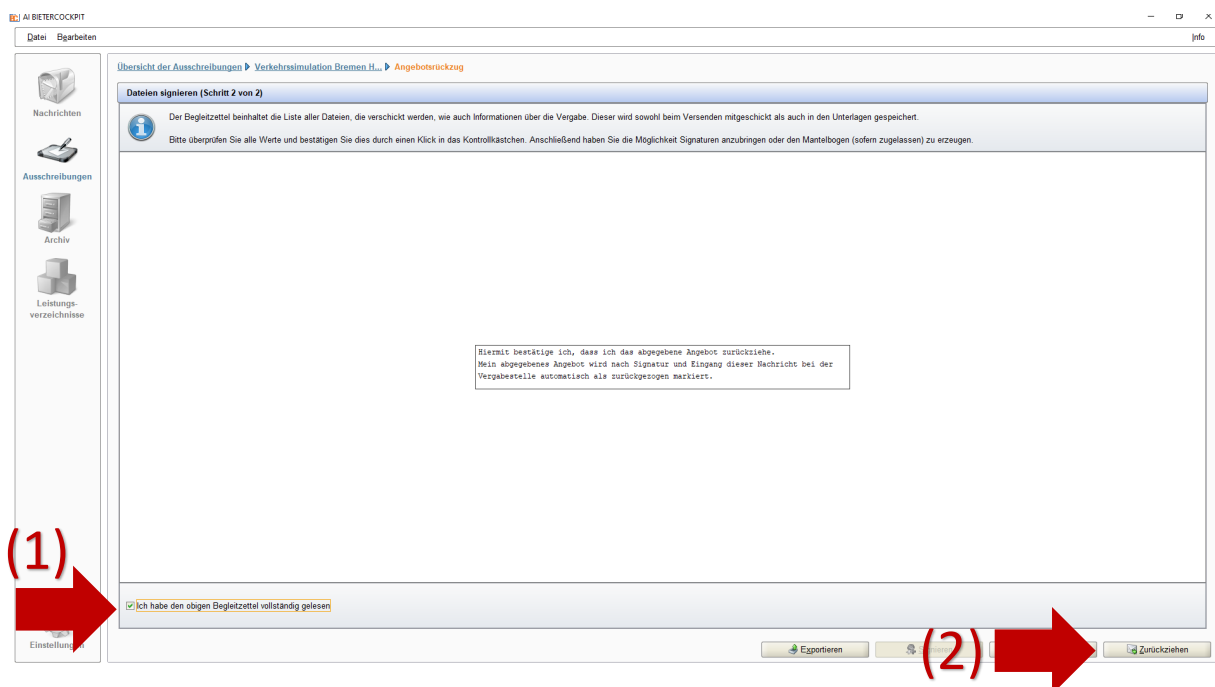 AI BIETERCOCKPIT
Datei Bearbeiten Info
Übersicht der Ausschreibungen Verkehrssimulation Bremen H... Angebotsrückzug
Dateien signieren (Schritt 2 von 2)
Der Begleitzettel beinhaltet die Liste aller Dateien, die verschickt werden, wie auch Informationen über die Vergabe. Dieser wird sowohl beim Versenden mitgeschickt als auch in den Unterlagen gespeichert.
Bitte überprüfen Sie alle Werte und bestätigen Sie dies durch einen Klick in das Kontrollkästchen. Anschließend haben Sie die Möglichkeit Signaturen anzubringen oder den Mantelbogen (sofern zugelassen) zu erzeugen.
Nachrichten
Ausschreibungen
Archiv
Leistungs-
verzeichnisse
Hiermit bestätige ich, dass ich das abgegebene Angebot zurückziehe.
Mein abgegebenes Angebot wird nach Signatur und Eingang dieser Nachricht bei der
Vergabestelle automatisch als zurückgezogen markiert.
(1)
Ich habe den obigen Begleitzettel vollständig gelesen
Einstellungen
Exportieren
(2)
Zurückziehen